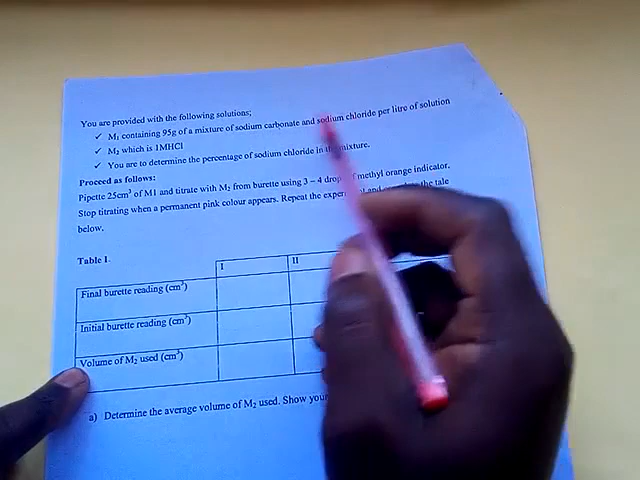 You are provided with the following solutions;
✓ M₁ containing 95g of a mixture of sodium carbonate and sodium chloride per litre of solution
✓ M₂ which is 1MHCl
✓ You are to determine the percentage of sodium chloride in mixture.
Proceed as follows:
Pipette 25cm³ of M1 and titrate with M₂ from burette using 3 – 4 methyl orange indicator.
Stop titrating when a permanent pink colour appears. Repeat the and the tale
below.
Table 1
I II
Final burette reading (cm³)
Initial burette reading (cm³)
Volume of M₂ used (cm³)
a) Determine the average volume of M₂ used. Show your